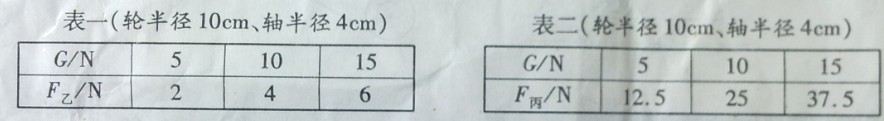 表一(轮半径10cm、轴半径4cm)
G/N 5 10 15
F乙/N 2 4 6
表二(轮半径10cm、轴半径4cm)
G/N 5 10 15
F丙/N 12.5 25 37.5